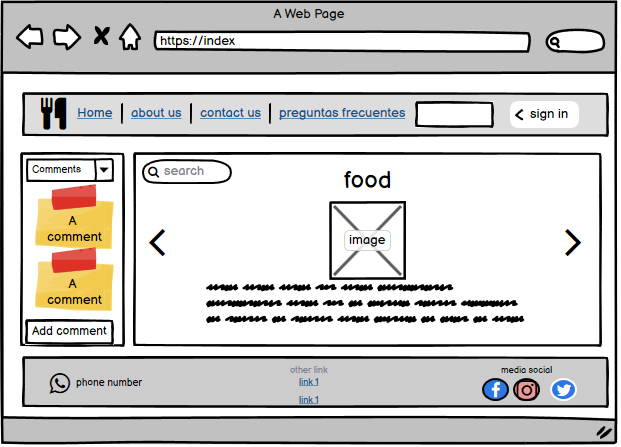 A Web Page
https://index
Home
about us
contact us
preguntas frecuentes
sign in
Comments
A
comment
A
comment
Add comment
search
food
image
phone number
other link
link 1
link 1
media social